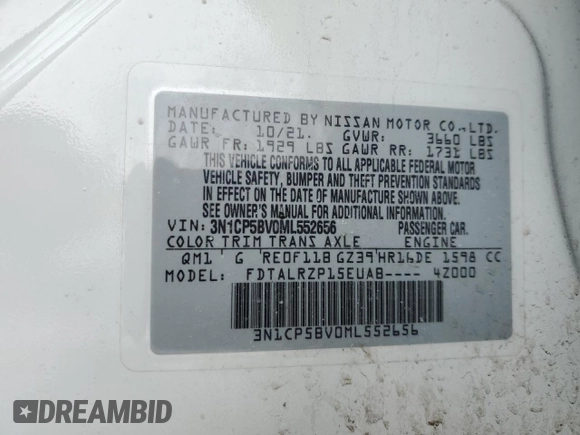 MANUFACTURED BY NISSAN MOTOR CO.,LTD.
DATE: 10/21. GVWR: 3660 LBS
GAWR FR: 1929 LBS GAWR RR: 1731 LBS
THIS VEHICLE CONFORMS TO ALL APPLICABLE FEDERAL MOTOR
VEHICLE SAFETY, BUMPER AND THEFT PREVENTION STANDARDS
IN EFFECT ON THE DATE OF MANUFACTURE SHOWN ABOVE.
SEE OWNER'S MANUAL FOR ADDITIONAL INFORMATION.
VIN: 3N1CP5BV0ML552656 PASSENGER CAR.
COLOR TRIM TRANS AXLE ENGINE
QM1 G RE0F11B GZ39 HR16DE 1598 CC
MODEL: FDTALRZP15EUAB---- 4Z000
3N1CP5BV0ML552656
DREAMBID